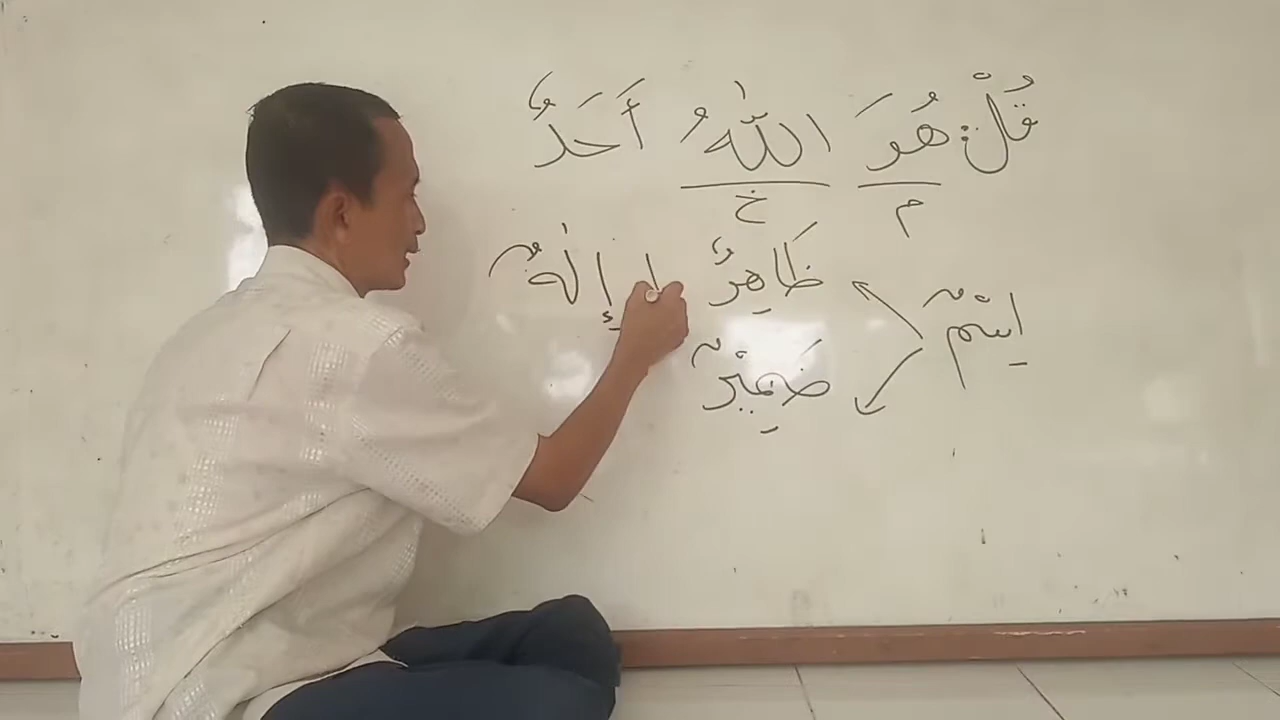 قُلْ: هُوَ اللّٰهُ أَحَدٌ
م خ
اِسْمٌ ظَاهِرٌ ا إِلٰهٌ
ضَمِيْرٌ